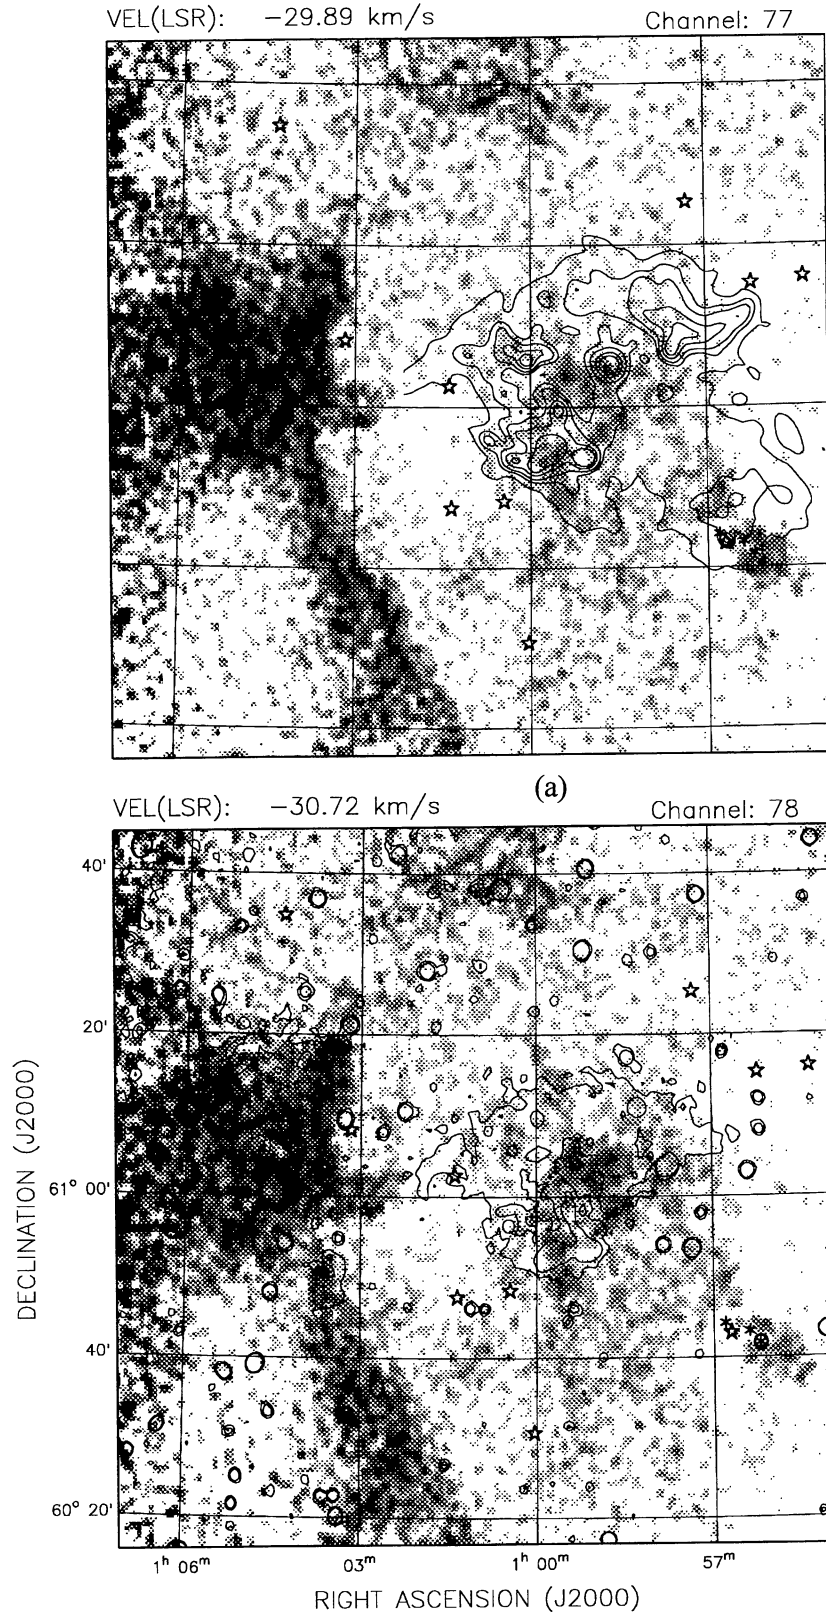 VEL(LSR): −29.89 km/s Channel: 77
(a)
VEL(LSR): −30.72 km/s Channel: 78
40'
20'
61° 00'
40'
60° 20'
DECLINATION (J2000)
1ʰ 06ᵐ 03ᵐ 1ʰ 00ᵐ 57ᵐ
RIGHT ASCENSION (J2000)